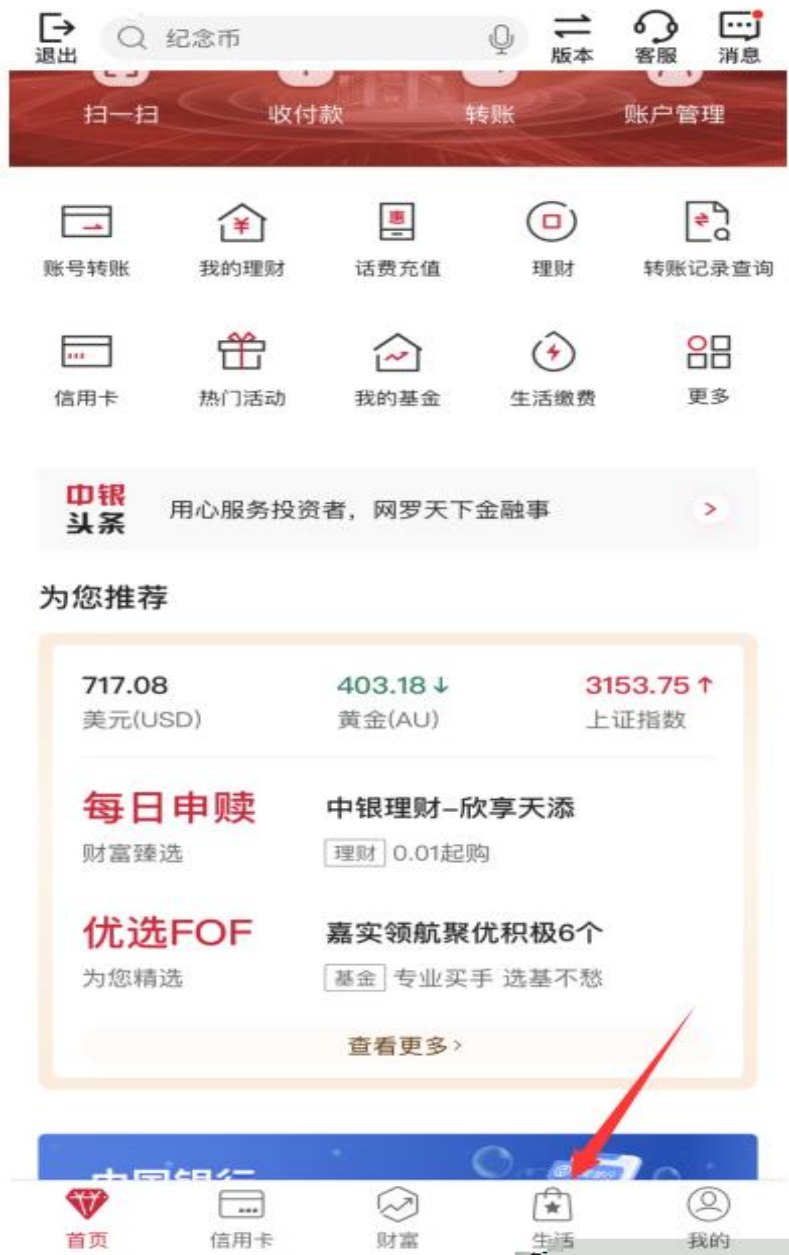 纪念币
退出 版本 客服 消息
扫一扫 收付款 转账 账户管理
¥ 惠
账号转账 我的理财 话费充值 理财 转账记录查询
信用卡 热门活动 我的基金 生活缴费 更多
中银 头条 用心服务投资者，网罗天下金融事
为您推荐
717.08 403.18↓ 3153.75↑
美元(USD) 黄金(AU) 上证指数
每日申赎 中银理财-欣享天添
财富臻选 理财 0.01起购
优选FOF 嘉实领航聚优积极6个
为您精选 基金 专业买手 选基不愁
查看更多>
中国银行
首页 信用卡 财富 生活 我的